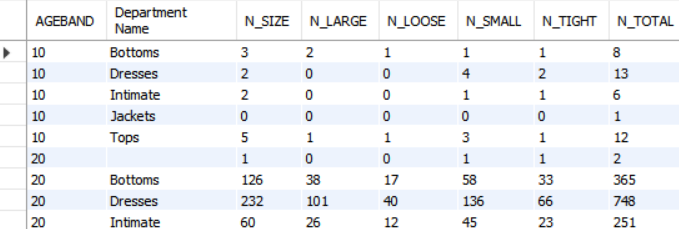 AGEBAND Department Name N_SIZE N_LARGE N_LOOSE N_SMALL N_TIGHT N_TOTAL
10 Bottoms 3 2 1 1 1 8
10 Dresses 2 0 0 4 2 13
10 Intimate 2 0 0 1 1 6
10 Jackets 0 0 0 0 0 1
10 Tops 5 1 1 3 1 12
20 1 0 0 1 1 2
20 Bottoms 126 38 17 58 33 365
20 Dresses 232 101 40 136 66 748
20 Intimate 60 26 12 45 23 251